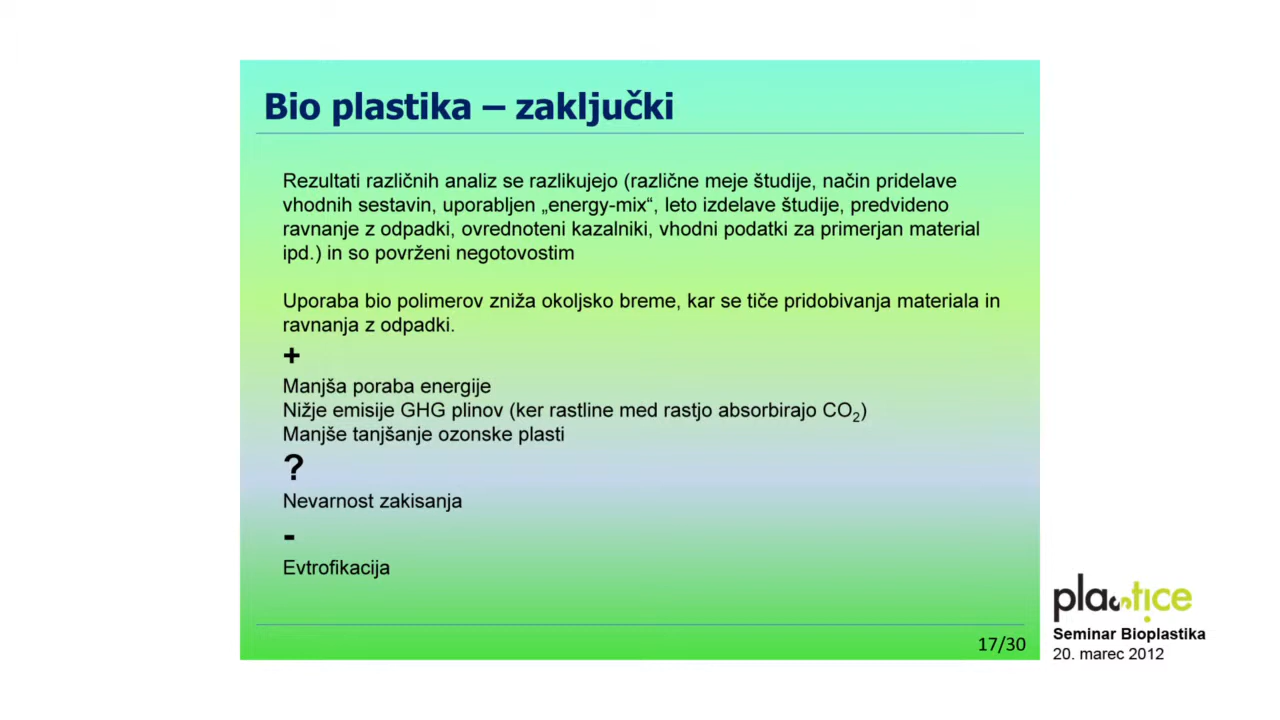 Bio plastika – zaključki
Rezultati različnih analiz se razlikujejo (različne meje študije, način pridelave
vhodnih sestavin, uporabljen „energy-mix“, leto izdelave študije, predvideno
ravnanje z odpadki, ovrednoteni kazalniki, vhodni podatki za primerjan material
ipd.) in so povrženi negotovostim
Uporaba bio polimerov zniža okoljsko breme, kar se tiče pridobivanja materiala in
ravnanja z odpadki.
+
Manjša poraba energije
Nižje emisije GHG plinov (ker rastline med rastjo absorbirajo CO₂)
Manjše tanjšanje ozonske plasti
?
Nevarnost zakisanja
-
Evtrofikacija
17/30
plastice
Seminar Bioplastika
20. marec 2012